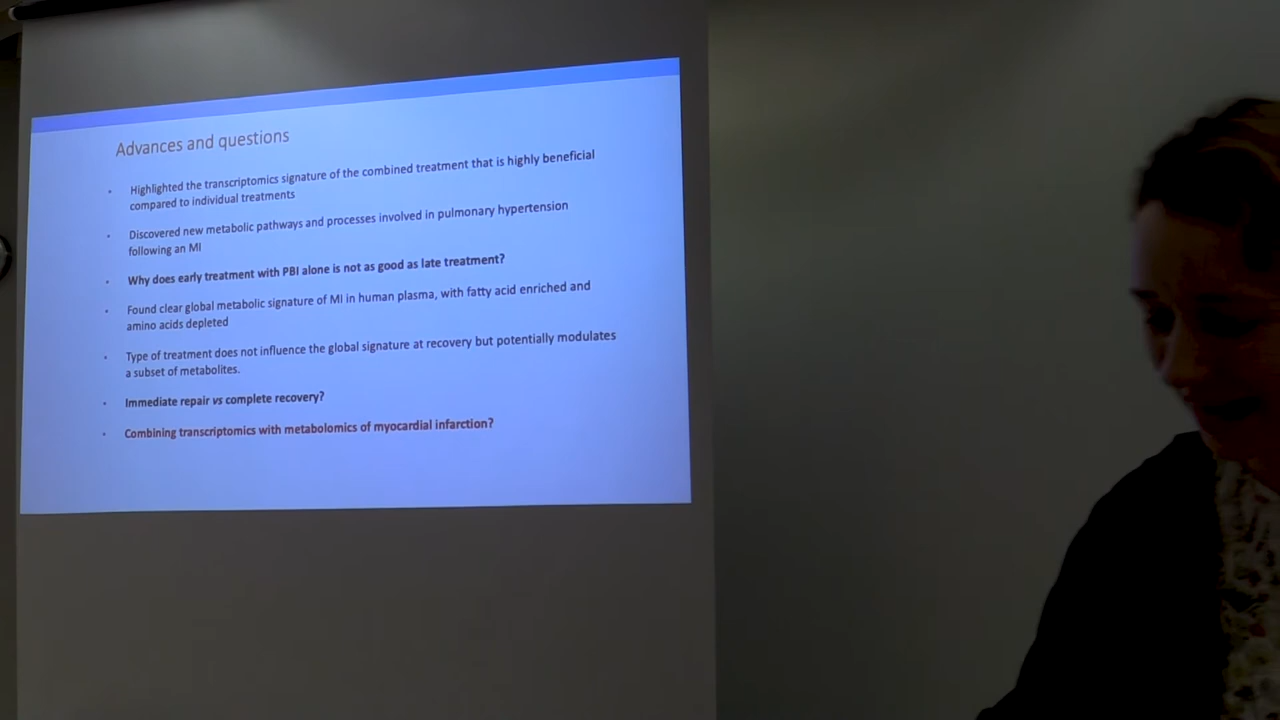 Advances and questions
Highlighted the transcriptomics signature of the combined treatment that is highly beneficial
compared to individual treatments
Discovered new metabolic pathways and processes involved in pulmonary hypertension
following an MI
Why does early treatment with PBI alone is not as good as late treatment?
Found clear global metabolic signature of MI in human plasma, with fatty acid enriched and
amino acids depleted
Type of treatment does not influence the global signature at recovery but potentially modulates
a subset of metabolites.
Immediate repair vs complete recovery?
Combining transcriptomics with metabolomics of myocardial infarction?